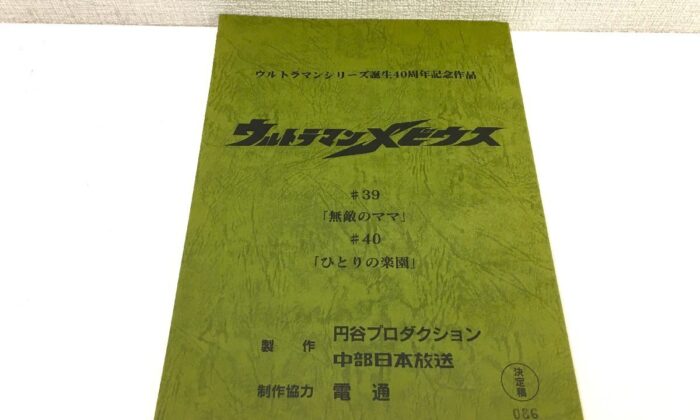 ウルトラマンシリーズ誕生40周年記念作品
ウルトラマンメビウス
#39
「無敵のママ」
#40
「ひとりの楽園」
製作 円谷プロダクション
中部日本放送
制作協力 電通
決定稿